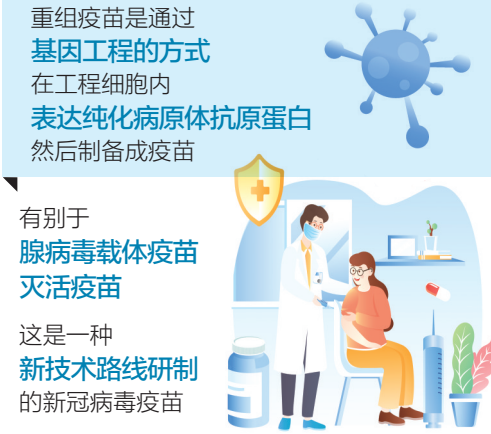 重组疫苗是通过
基因工程的方式
在工程细胞内
表达纯化病原体抗原蛋白
然后制备成疫苗
有别于
腺病毒载体疫苗
灭活疫苗
这是一种
新技术路线研制
的新冠病毒疫苗